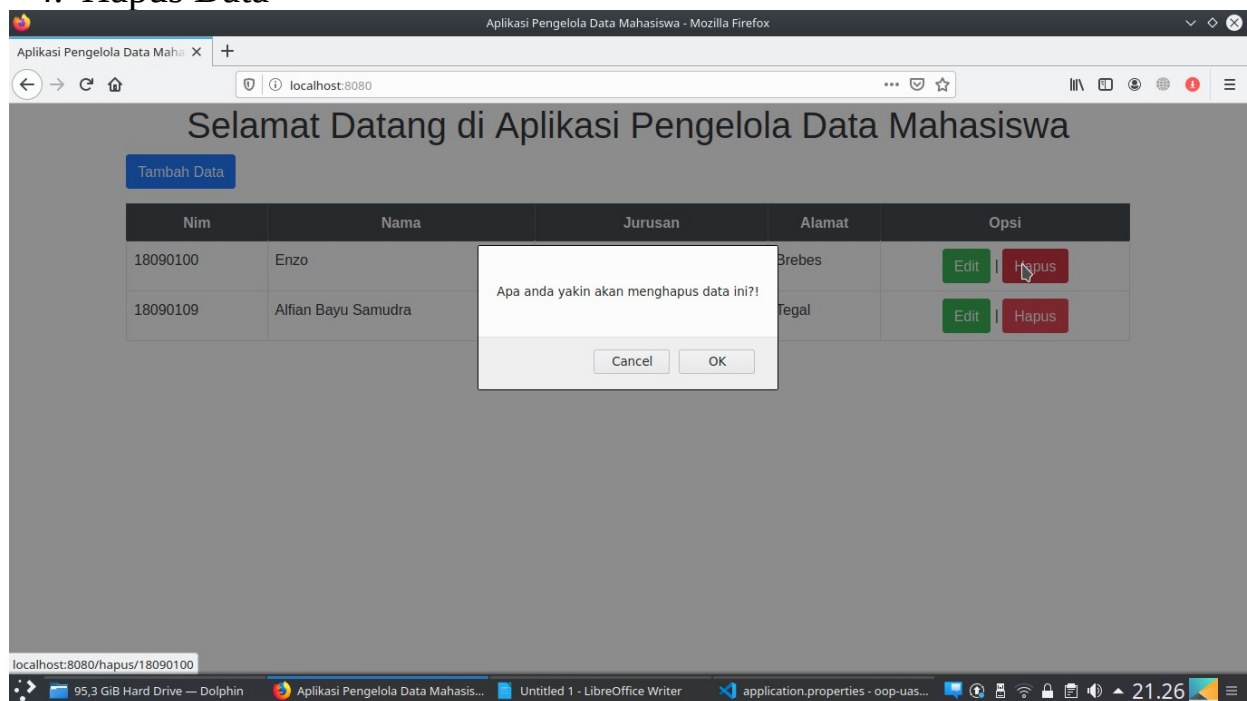 4. Hapus Data
Aplikasi Pengelola Data Mahasiswa - Mozilla Firefox
Aplikasi Pengelola Data Maha
localhost:8080
Selamat Datang di Aplikasi Pengelola Data Mahasiswa
Tambah Data
Nim Nama Jurusan Alamat Opsi
18090100 Enzo Brebes Edit | Hapus
Apa anda yakin akan menghapus data ini?!
18090109 Alfian Bayu Samudra Tegal Edit | Hapus
Cancel OK
localhost:8080/hapus/18090100
95,3 GiB Hard Drive — Dolphin Aplikasi Pengelola Data Mahasis... Untitled 1 - LibreOffice Writer application.properties - oop-uas... 21.26